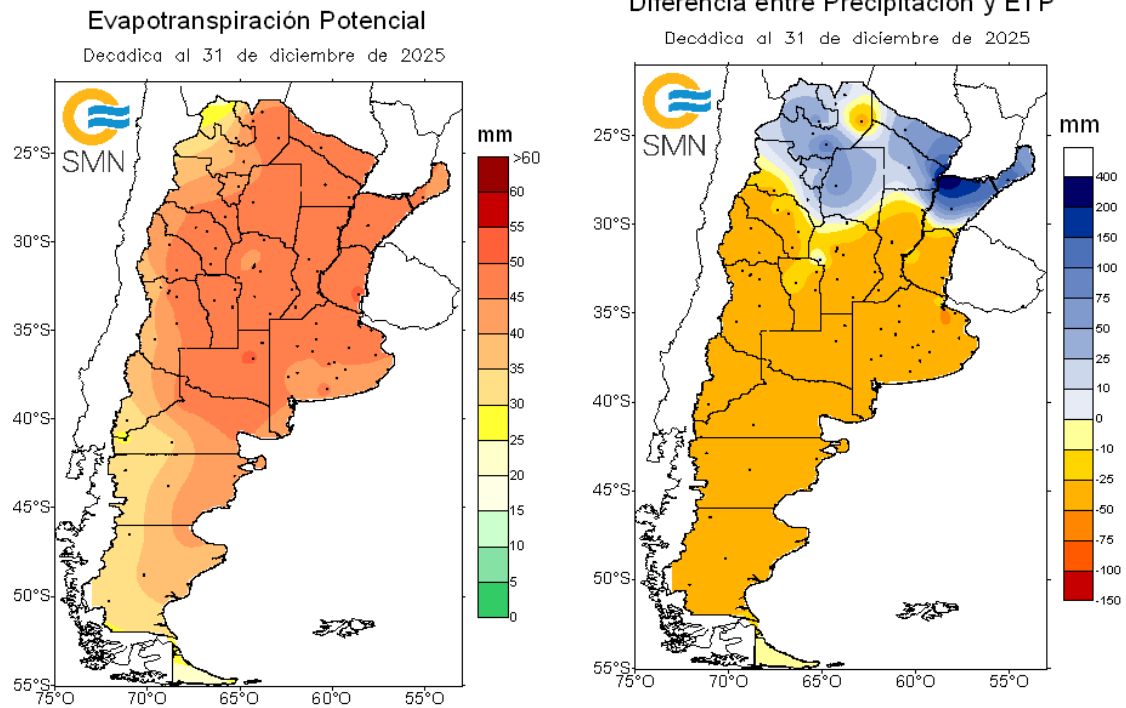 Evapotranspiración Potencial
Decádica al 31 de diciembre de 2025
SMN
mm
>60
60
55
50
45
40
35
30
25
20
15
10
5
0
25°S
30°S
35°S
40°S
45°S
50°S
55°S
75°O
70°O
65°O
60°O
55°O
Diferencia entre Precipitación y ETP
Decádica al 31 de diciembre de 2025
SMN
mm
400
200
150
100
75
50
25
10
0
-10
-25
-50
-75
-100
-150
25°S
30°S
35°S
40°S
45°S
50°S
55°S
75°O
70°O
65°O
60°O
55°O